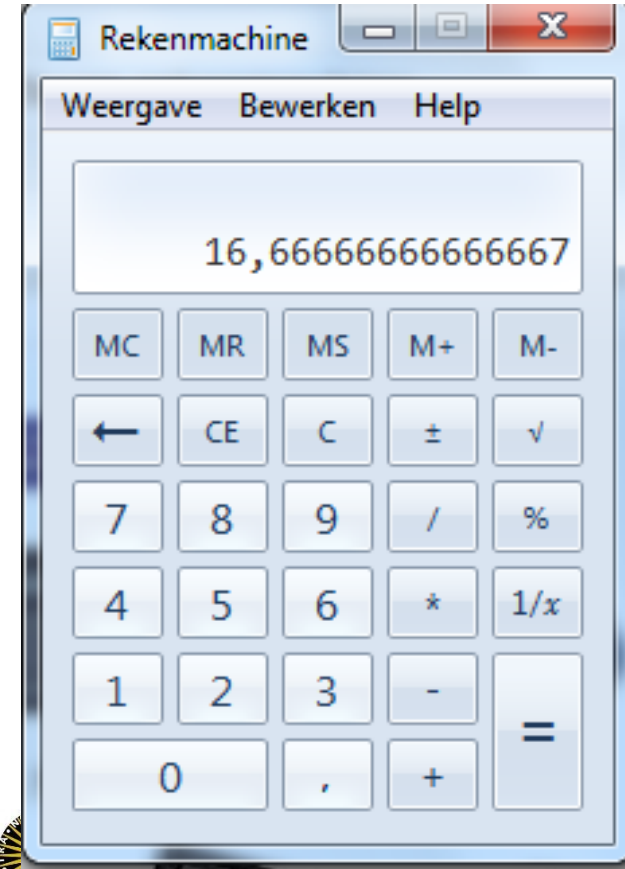 Rekenmachine
Weergave Bewerken Help
16,66666666666667
MC MR MS M+ M-
← CE C ± √
7 8 9 / %
4 5 6 * 1/x
1 2 3 - =
0 , +